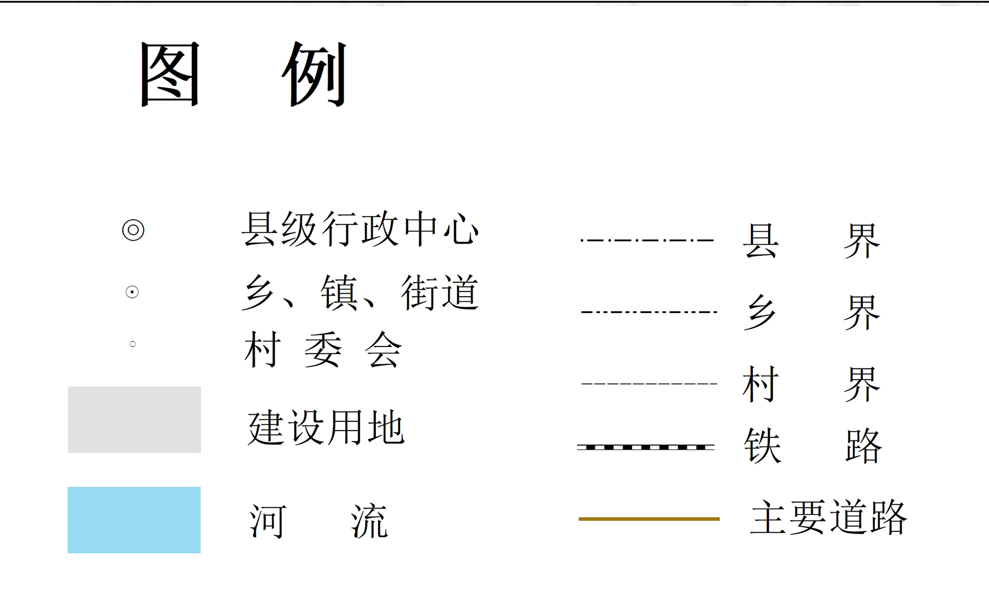 图 例
县级行政中心
乡、镇、街道
村 委 会
建设用地
河 流
县 界
乡 界
村 界
铁 路
主要道路